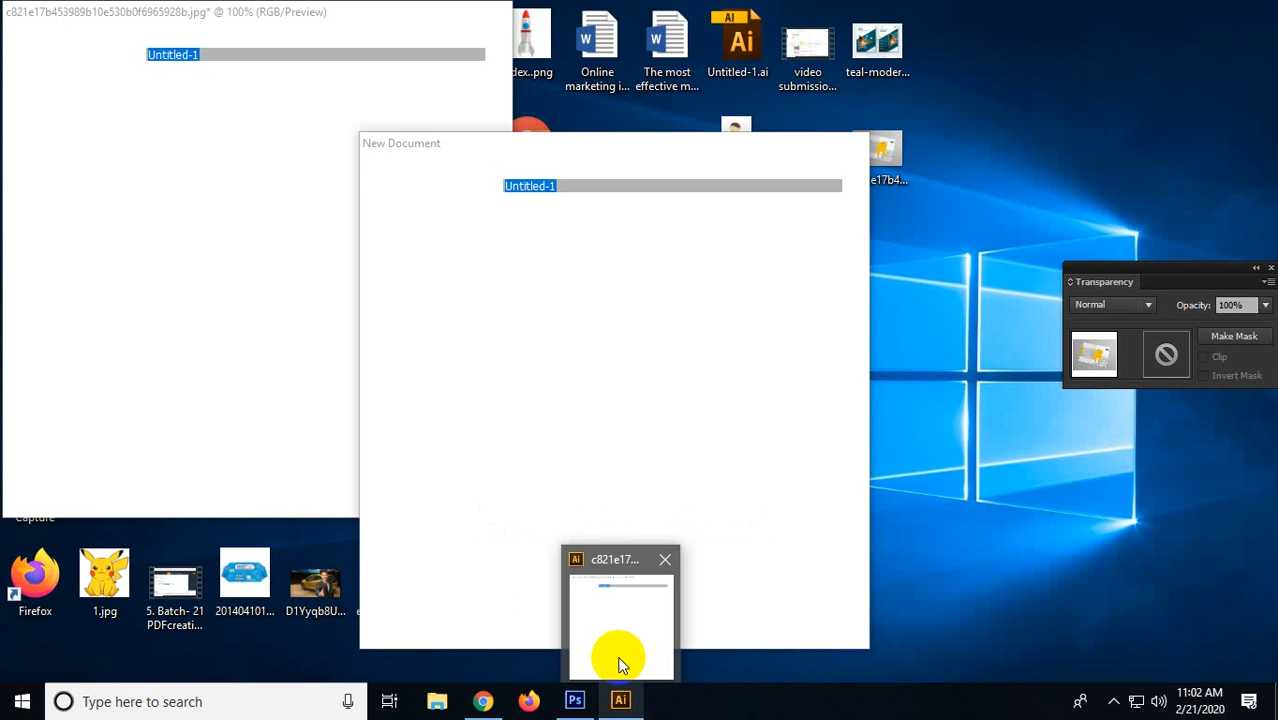 c821e17b453989b10e530b0f6965928b.jpg* @ 100% (RGB/Preview)
Untitled-1
dex..png
Online
marketing i...
The most
effective m...
Ai
Untitled-1.ai
video
submissio...
teal-moder...
New Document
Untitled-1
e17b4...
Transparency
Normal
Opacity:
100%
Make Mask
Clip
Invert Mask
Capture
Firefox
1.jpg
5. Batch- 21
PDFcreati...
201404101...
D1Yyqb8U...
Ai
c821e17...
Type here to search
Ps
Ai
11:02 AM
2/21/2020